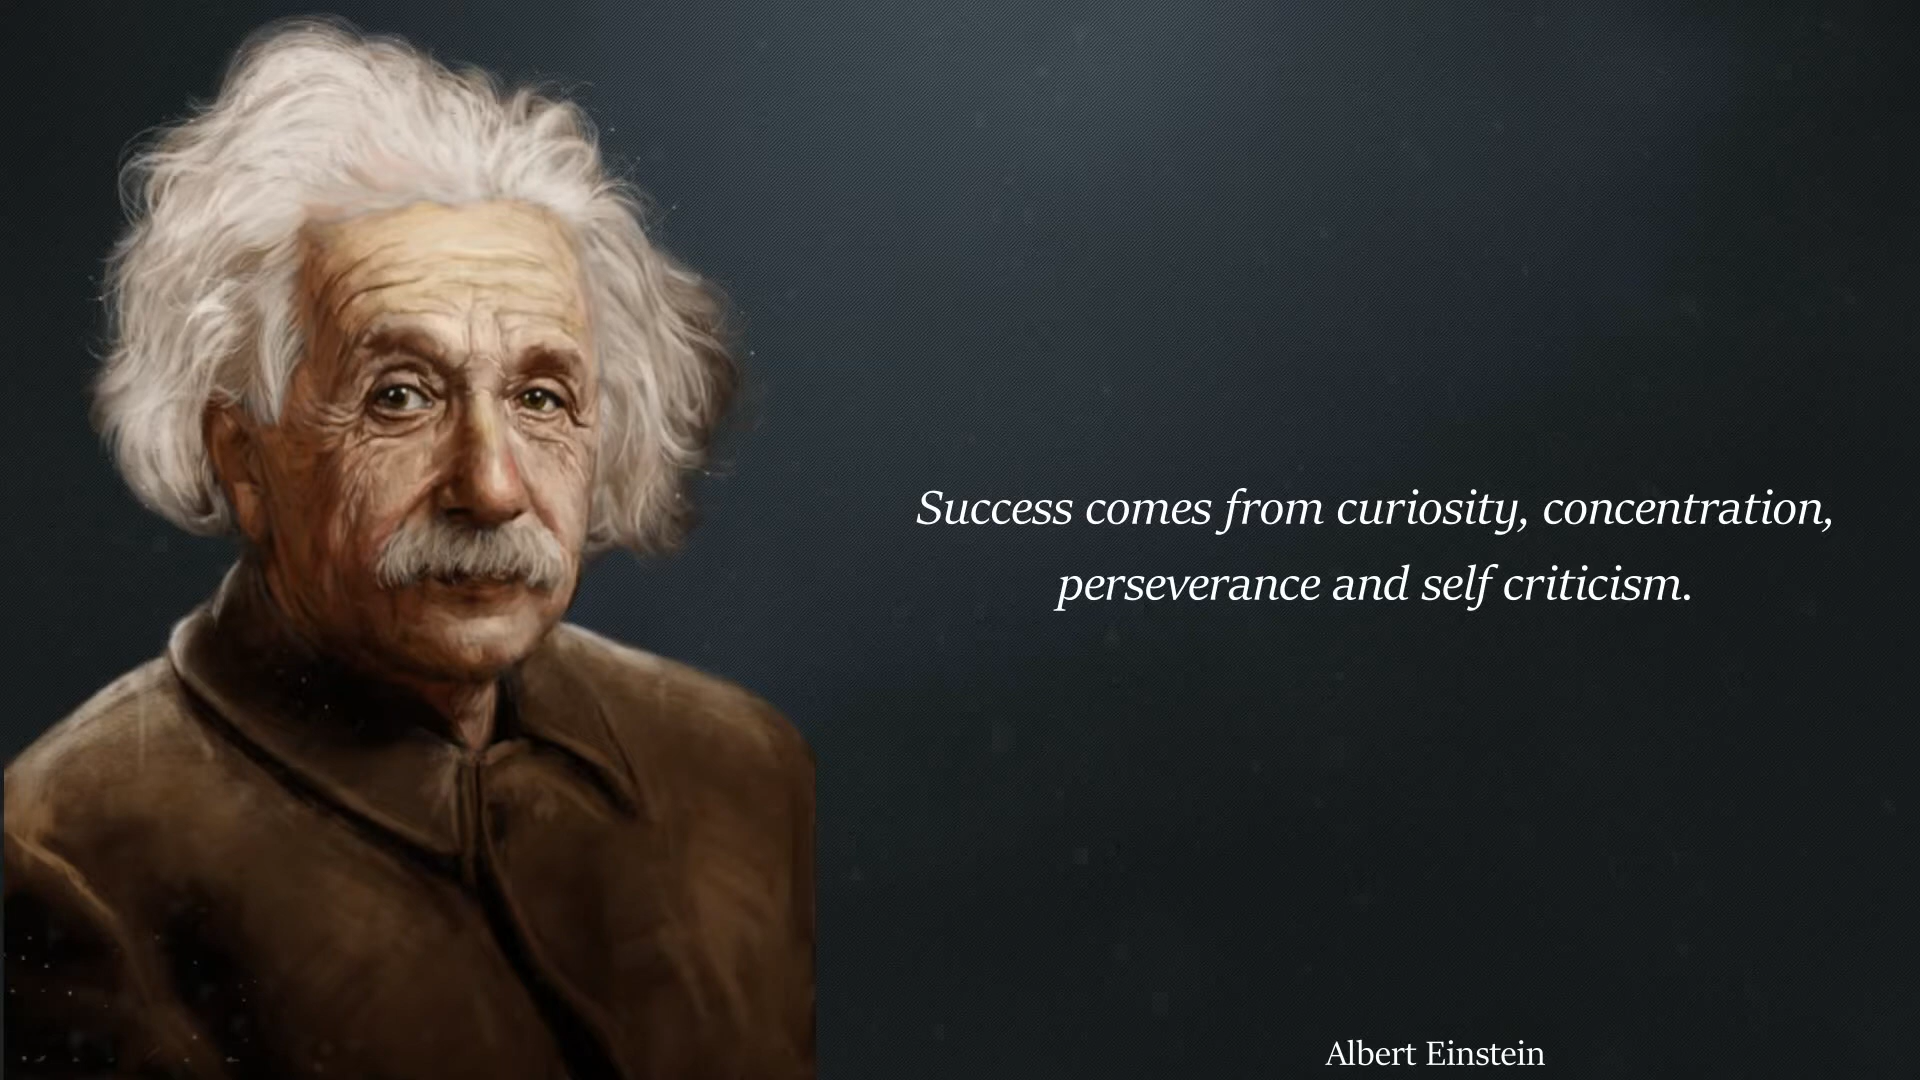 Success comes from curiosity, concentration,
perseverance and self criticism.
Albert Einstein